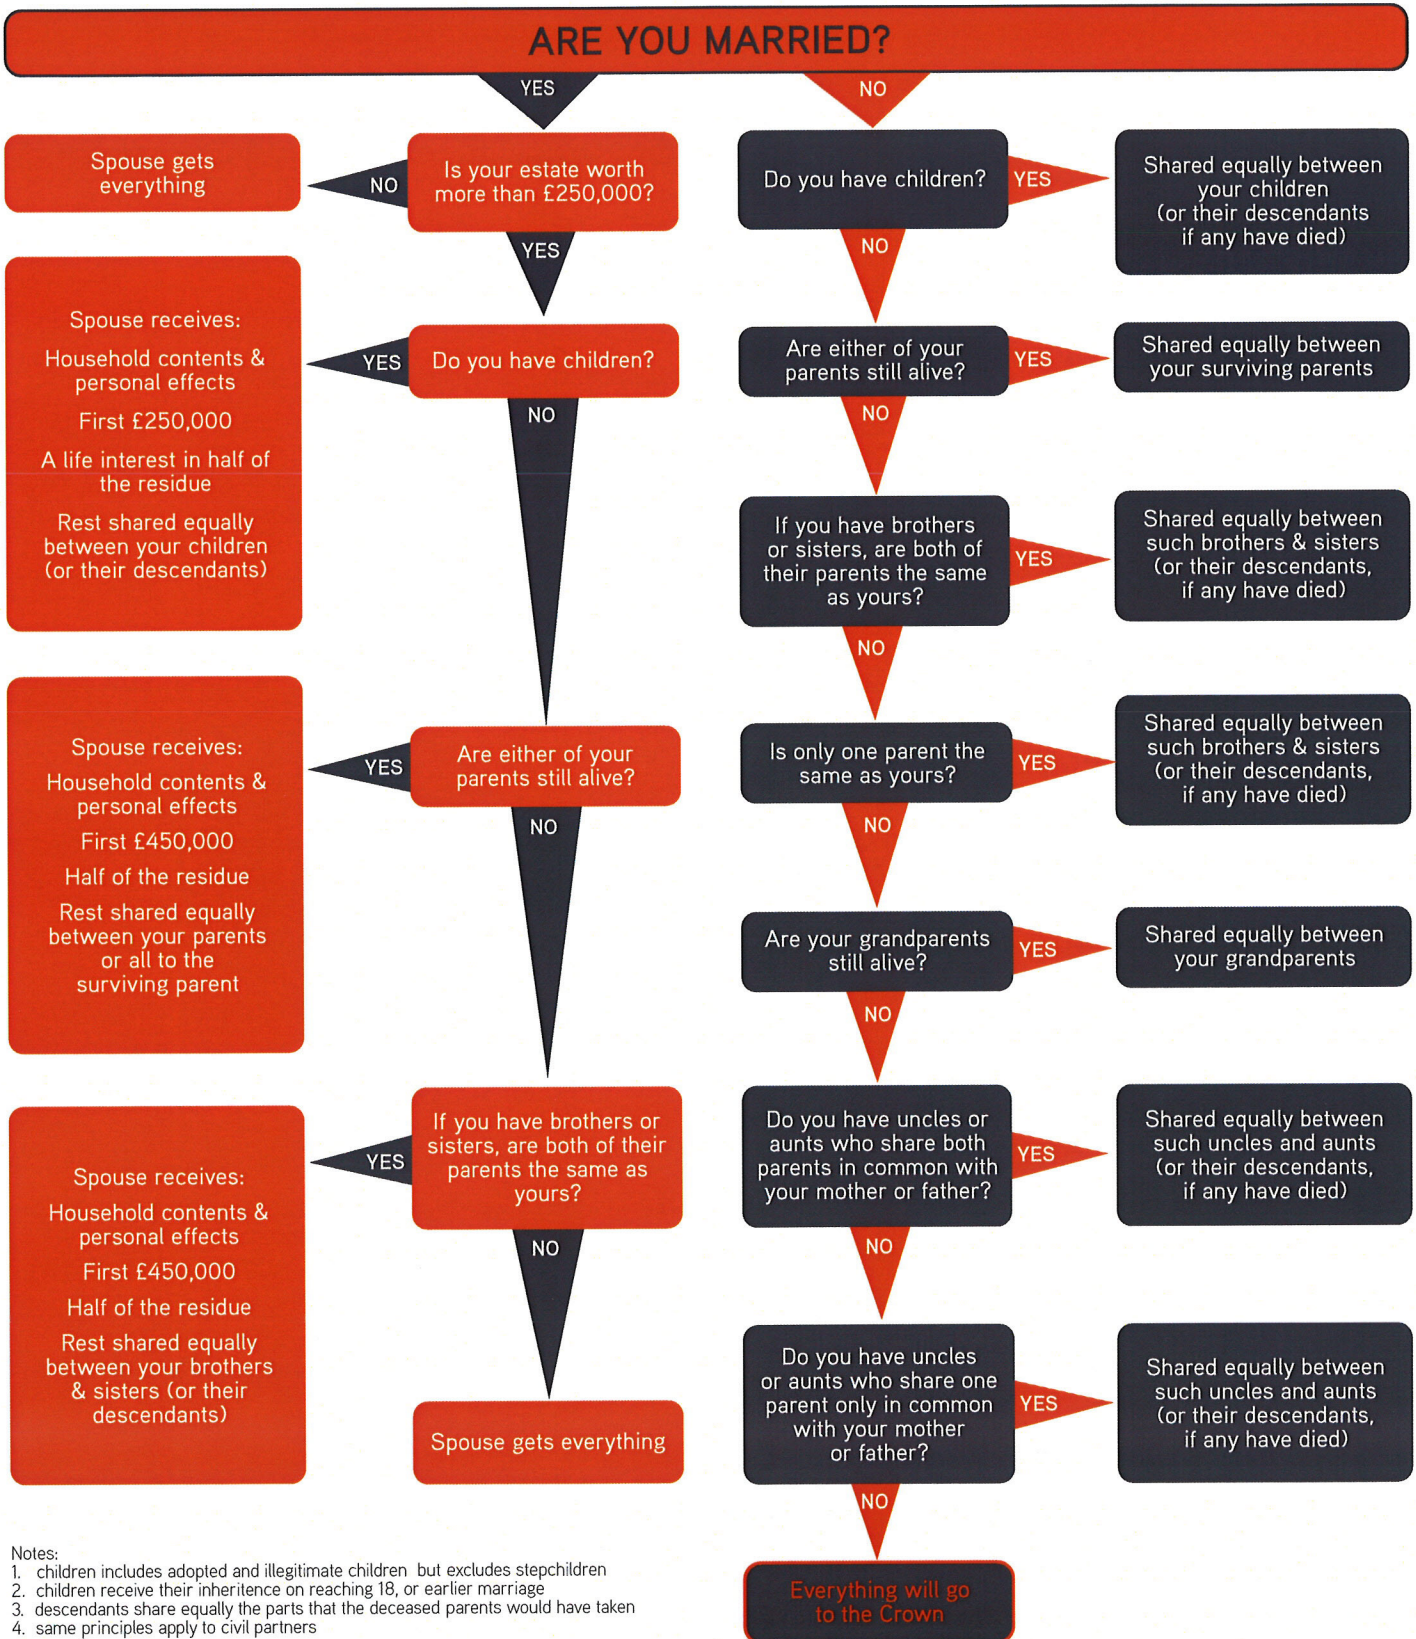 ARE YOU MARRIED?
YES
NO
Spouse gets
everything
NO
Is your estate worth
more than £250,000?
YES
Do you have children?
YES
Shared equally between
your children
(or their descendants
if any have died)
NO
Spouse receives:
Household contents &
personal effects
First £250,000
A life interest in half of
the residue
Rest shared equally
between your children
(or their descendants)
YES
Do you have children?
NO
Are either of your
parents still alive?
YES
Shared equally between
your surviving parents
NO
If you have brothers
or sisters, are both of
their parents the same
as yours?
YES
Shared equally between
such brothers & sisters
(or their descendants,
if any have died)
NO
Spouse receives:
Household contents &
personal effects
First £450,000
Half of the residue
Rest shared equally
between your parents
or all to the
surviving parent
YES
Are either of your
parents still alive?
NO
Is only one parent the
same as yours?
YES
Shared equally between
such brothers & sisters
(or their descendants,
if any have died)
NO
Are your grandparents
still alive?
YES
Shared equally between
your grandparents
NO
Spouse receives:
Household contents &
personal effects
First £450,000
Half of the residue
Rest shared equally
between your brothers
& sisters (or their
descendants)
YES
If you have brothers or
sisters, are both of their
parents the same as
yours?
NO
Spouse gets everything
Do you have uncles or
aunts who share both
parents in common with
your mother or father?
YES
Shared equally between
such uncles and aunts
(or their descendants,
if any have died)
NO
Do you have uncles
or aunts who share one
parent only in common
with your mother
or father?
YES
Shared equally between
such uncles and aunts
(or their descendants,
if any have died)
NO
Everything will go
to the Crown
Notes:
1. children includes adopted and illegitimate children but excludes stepchildren
2. children receive their inheritence on reaching 18, or earlier marriage
3. descendants share equally the parts that the deceased parents would have taken
4. same principles apply to civil partners